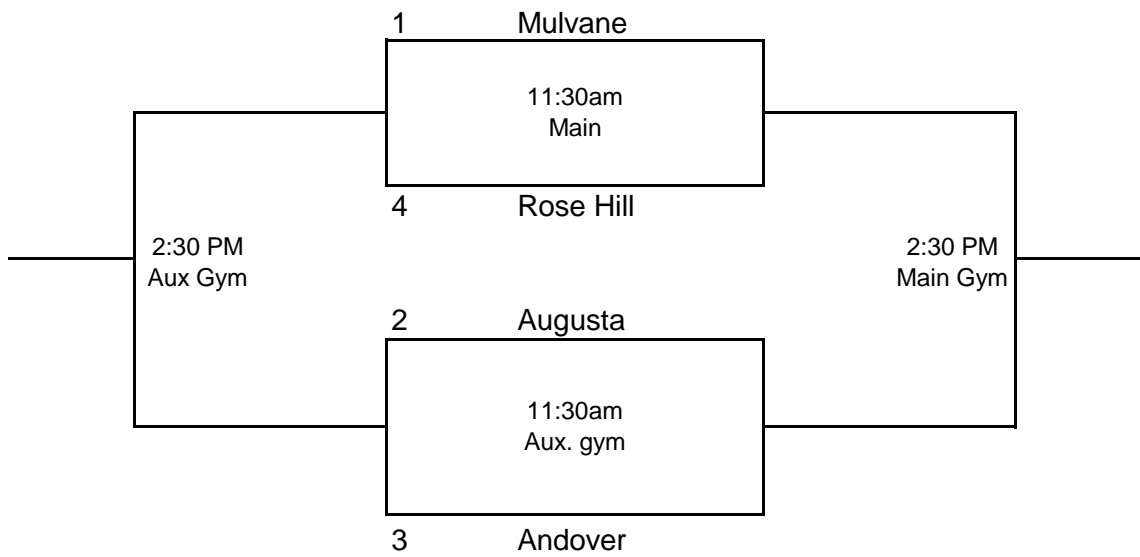 1 Mulvane
11:30am
Main
4 Rose Hill
2:30 PM
Aux Gym
2:30 PM
Main Gym
2 Augusta
11:30am
Aux. gym
3 Andover